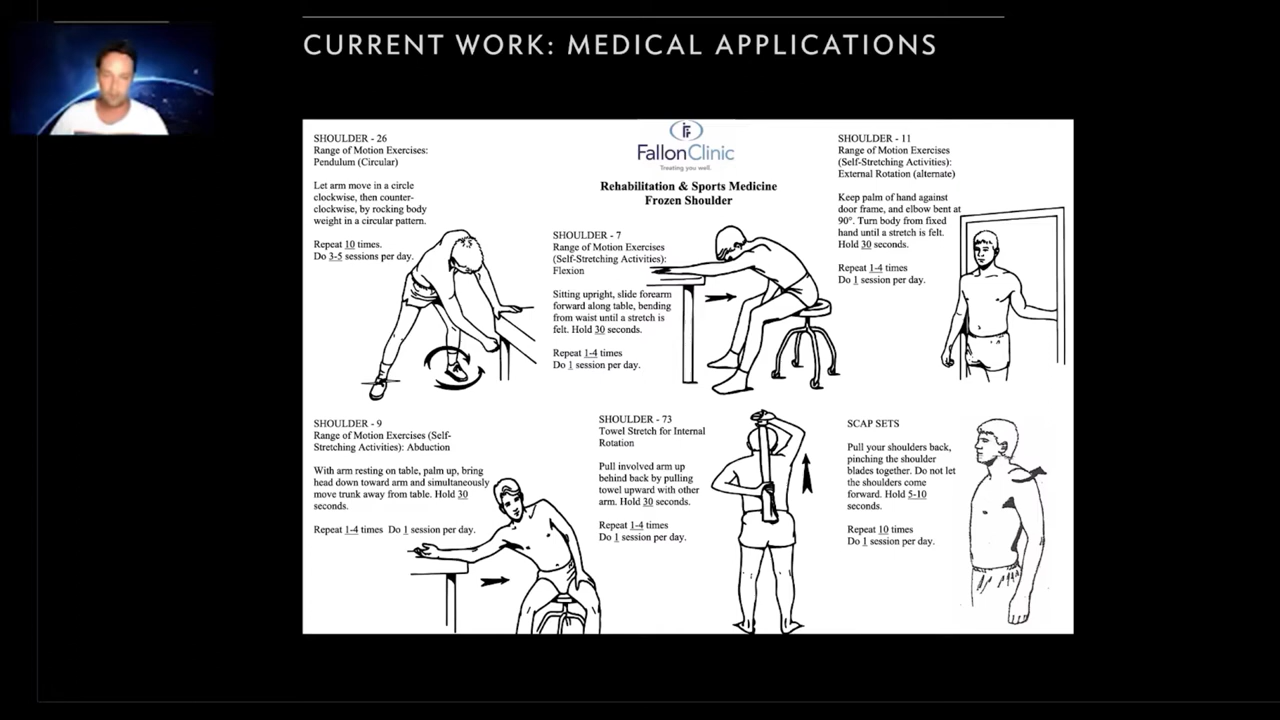 CURRENT WORK: MEDICAL APPLICATIONS
SHOULDER - 26
Range of Motion Exercises:
Pendulum (Circular)
Let arm move in a circle
clockwise, then counter-
clockwise, by rocking body
weight in a circular pattern.
Repeat 10 times.
Do 3-5 sessions per day.
FallonClinic
Treating you well.
Rehabilitation & Sports Medicine
Frozen Shoulder
SHOULDER - 7
Range of Motion Exercises
(Self-Stretching Activities):
Flexion
Sitting upright, slide forearm
forward along table, bending
from waist until a stretch is
felt. Hold 30 seconds.
Repeat 1-4 times
Do 1 session per day.
SHOULDER - 11
Range of Motion Exercises
(Self-Stretching Activities):
External Rotation (alternate)
Keep palm of hand against
door frame, and elbow bent at
90°. Turn body from fixed
hand until a stretch is felt.
Hold 30 seconds.
Repeat 1-4 times
Do 1 session per day.
SHOULDER - 9
Range of Motion Exercises (Self-
Stretching Activities): Abduction
With arm resting on table, palm up, bring
head down toward arm and simultaneously
move trunk away from table. Hold 30
seconds.
Repeat 1-4 times Do 1 session per day.
SHOULDER - 73
Towel Stretch for Internal
Rotation
Pull involved arm up
behind back by pulling
towel upward with other
arm. Hold 30 seconds.
Repeat 1-4 times
Do 1 session per day.
SCAP SETS
Pull your shoulders back,
pinching the shoulder
blades together. Do not let
the shoulders come
forward. Hold 5-10
seconds.
Repeat 10 times
Do 1 session per day.